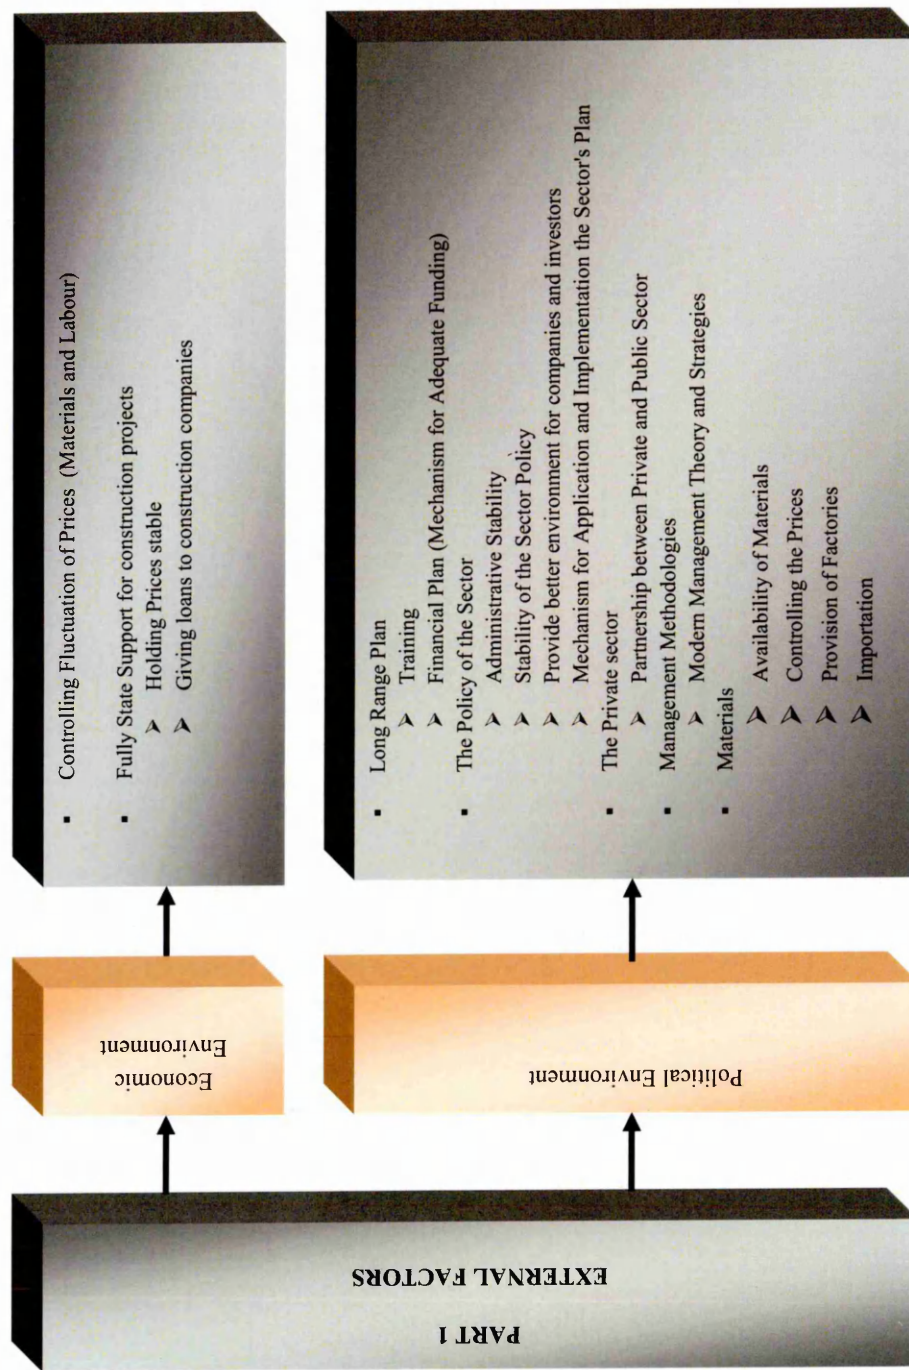 PART 1
EXTERNAL FACTORS
Economic
Environment
▪ Controlling Fluctuation of Prices (Materials and Labour)
▪ Fully State Support for construction projects
➢ Holding Prices stable
➢ Giving loans to construction companies
Political Environment
▪ Long Range Plan
➢ Training
➢ Financial Plan (Mechanism for Adequate Funding)
▪ The Policy of the Sector
➢ Administrative Stability
➢ Stability of the Sector Policy
➢ Provide better environment for companies and investors
➢ Mechanism for Application and Implementation the Sector's Plan
▪ The Private sector
➢ Partnership between Private and Public Sector
▪ Management Methodologies
➢ Modern Management Theory and Strategies
▪ Materials
➢ Availability of Materials
➢ Controlling the Prices
➢ Provision of Factories
➢ Importation